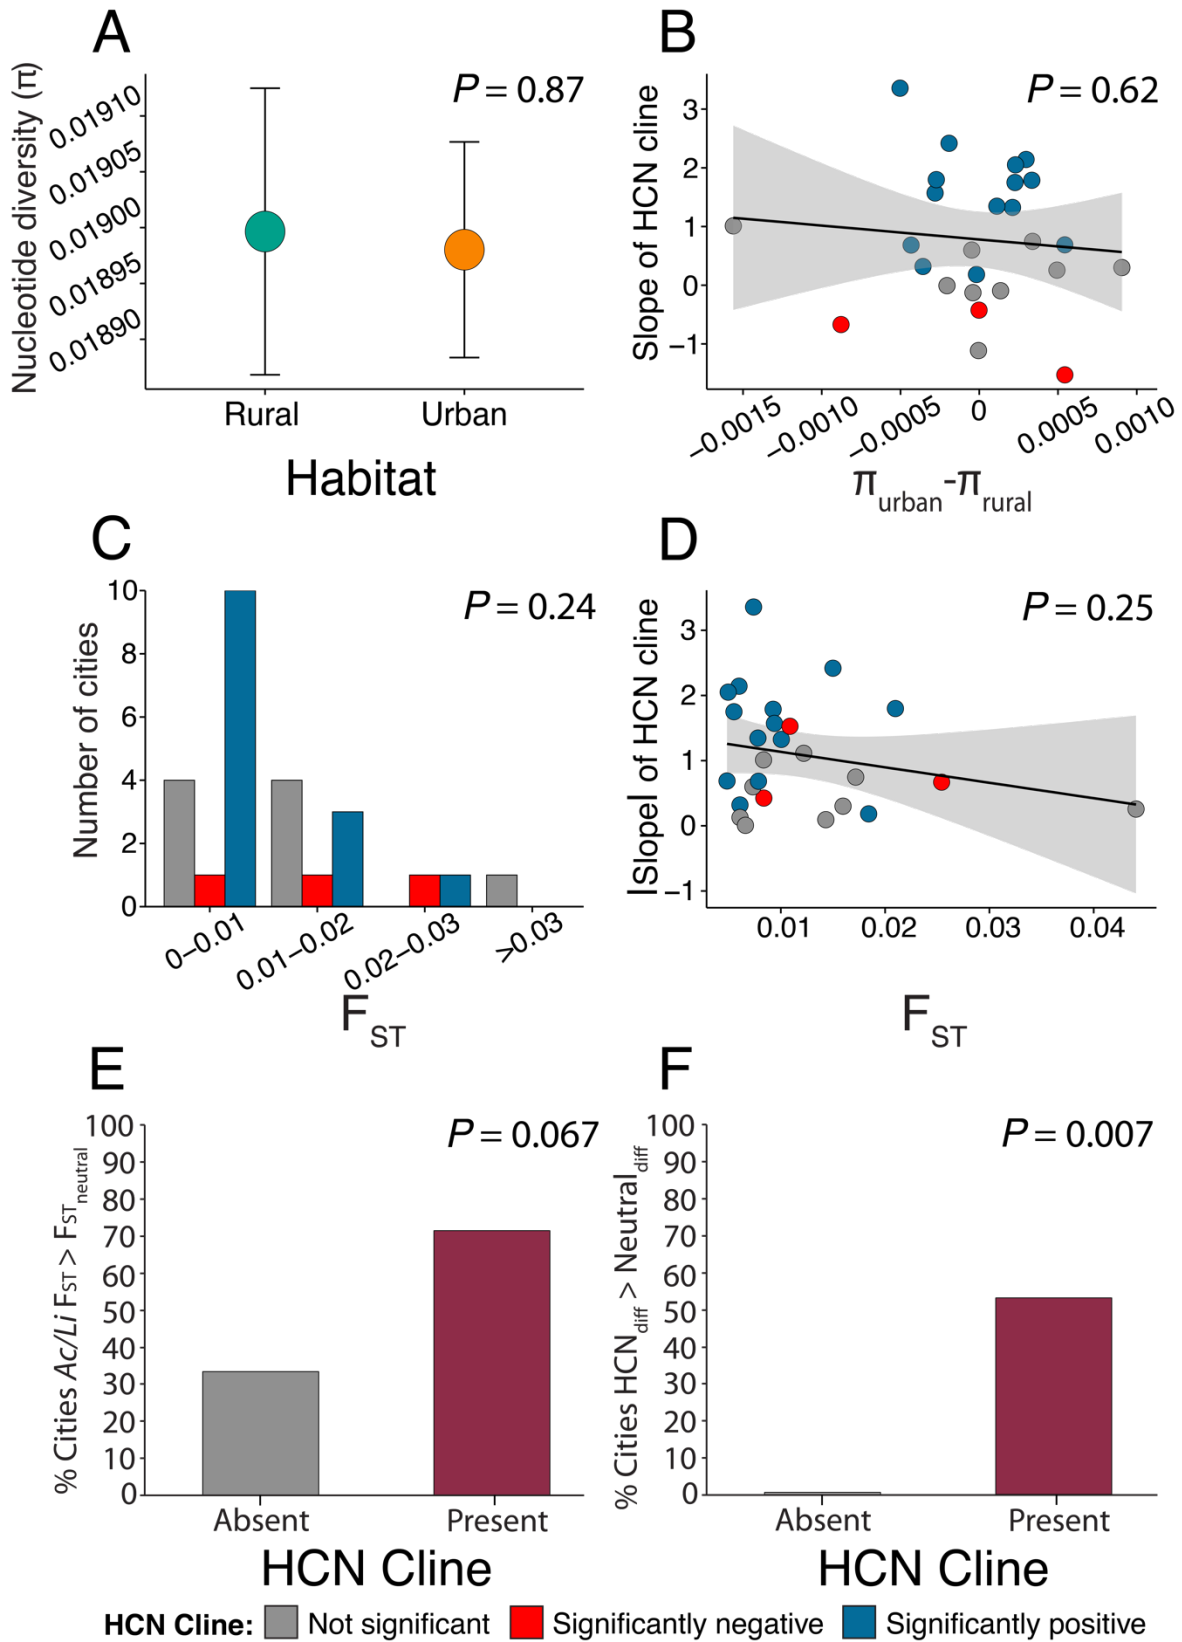 A
Nucleotide diversity (π)
0.01910
0.01905
0.01900
0.01895
0.01890
P = 0.87
Rural
Urban
Habitat
B
Slope of HCN cline
3
2
1
0
−1
P = 0.62
−0.0015
−0.0010
−0.0005
0
0.0005
0.0010
πurban-πrural
C
Number of cities
10
8
6
4
2
0
P = 0.24
0–0.01
0.01–0.02
0.02–0.03
>0.03
FST
D
|Slope| of HCN cline
3
2
1
0
−1
P = 0.25
0.01
0.02
0.03
0.04
FST
E
% Cities Ac/Li FST > FSTneutral
100
90
80
70
60
50
40
30
20
10
0
P = 0.067
Absent
Present
HCN Cline
F
% Cities HCNdiff > Neutraldiff
100
90
80
70
60
50
40
30
20
10
0
P = 0.007
Absent
Present
HCN Cline
HCN Cline: Not significant Significantly negative Significantly positive